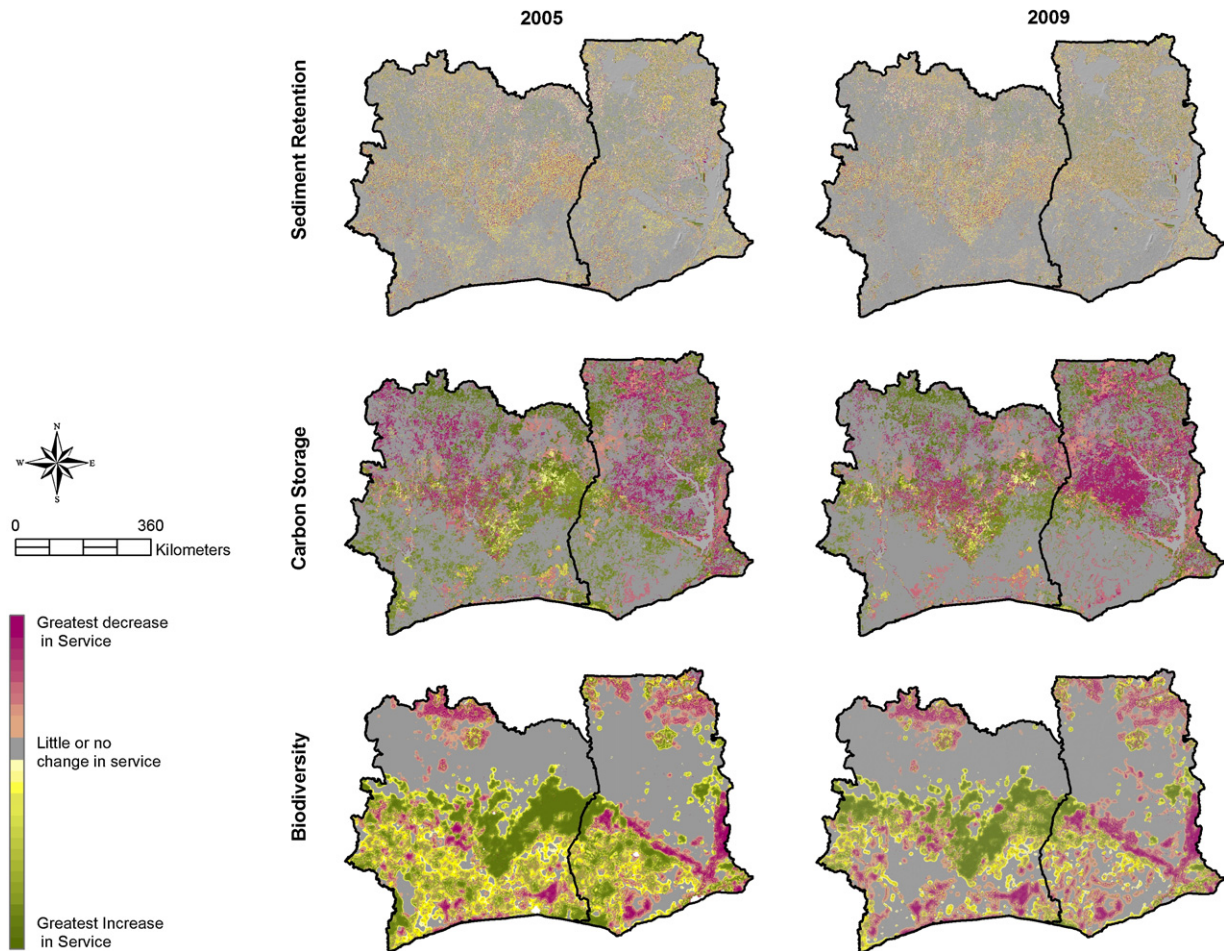 2005
2009
Sediment Retention
Carbon Storage
N
W
E
S
0
360
Kilometers
Greatest decrease
in Service
Little or no
change in service
Greatest Increase
in Service
Biodiversity